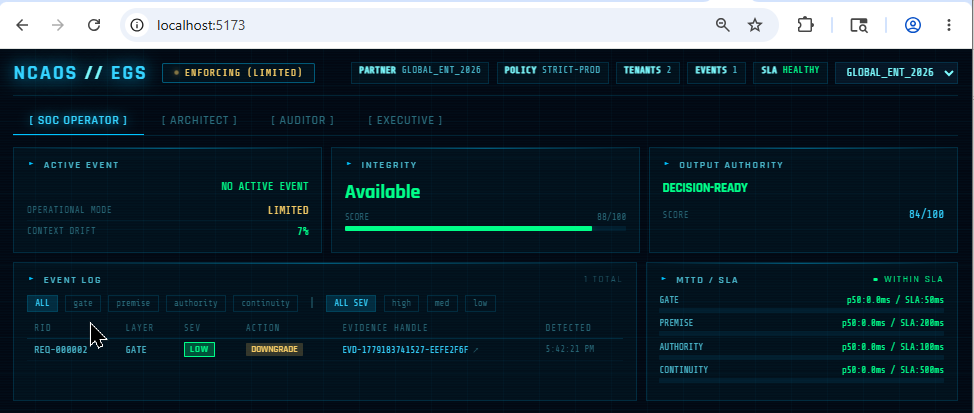 localhost:5173
NCAOS // EGS
ENFORCING (LIMITED)
PARTNER GLOBAL_ENT_2026
POLICY STRICT-PROD
TENANTS 2
EVENTS 1
SLA HEALTHY
GLOBAL_ENT_2026
[ SOC OPERATOR ]
[ ARCHITECT ]
[ AUDITOR ]
[ EXECUTIVE ]
ACTIVE EVENT
NO ACTIVE EVENT
OPERATIONAL MODE LIMITED
CONTEXT DRIFT 7%
INTEGRITY
Available
SCORE 88/100
OUTPUT AUTHORITY
DECISION-READY
SCORE 84/100
EVENT LOG 1 TOTAL
ALL gate premise authority continuity | ALL SEV high med low
RID LAYER SEV ACTION EVIDENCE HANDLE DETECTED
REQ-000002 GATE LOW DOWNGRADE EVD-1779183741527-EEFE2F6F ↗ 5:42:21 PM
MTTD / SLA WITHIN SLA
GATE p50:0.0ms / SLA:50ms
PREMISE p50:0.0ms / SLA:200ms
AUTHORITY p50:0.0ms / SLA:100ms
CONTINUITY p50:0.0ms / SLA:500ms